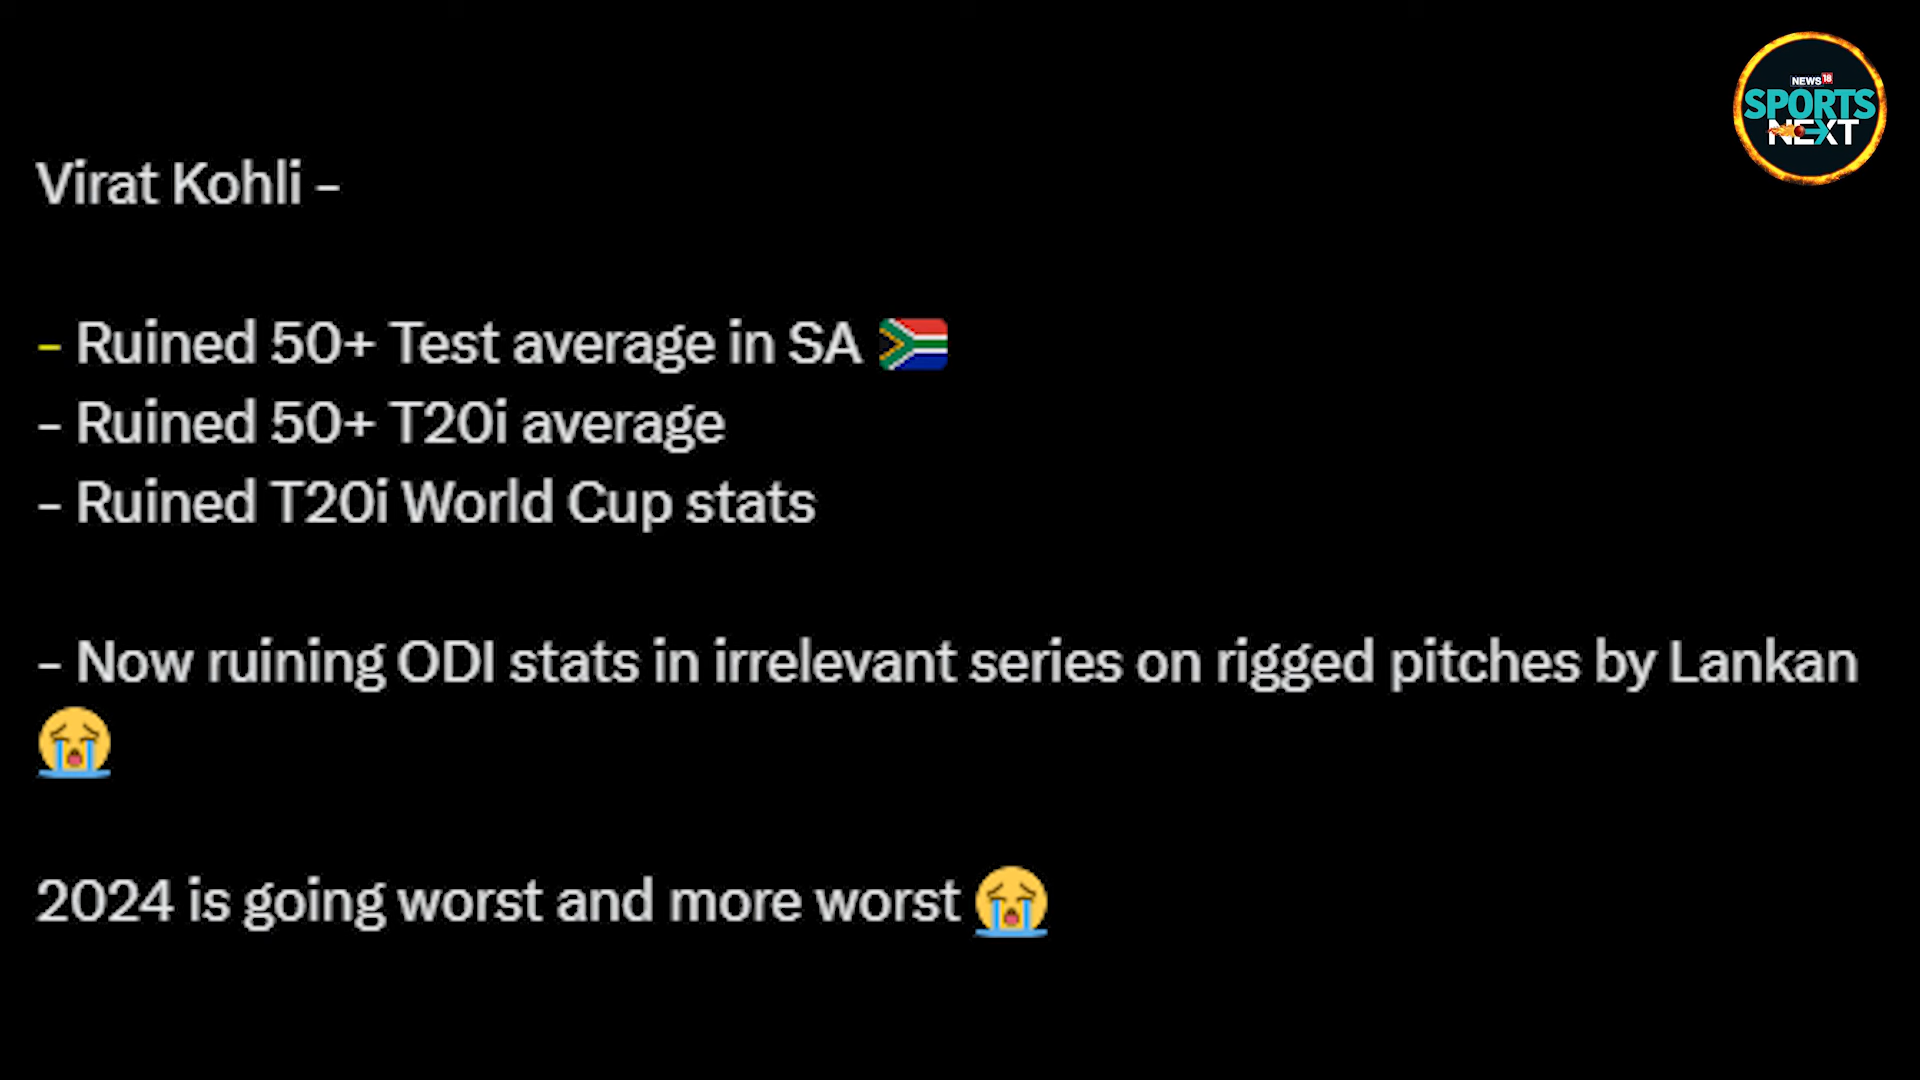 NEWS18
SPORTS
NEXT
Virat Kohli –
– Ruined 50+ Test average in SA 🇿🇦
– Ruined 50+ T20i average
– Ruined T20i World Cup stats
– Now ruining ODI stats in irrelevant series on rigged pitches by Lankan
😭
2024 is going worst and more worst 😭